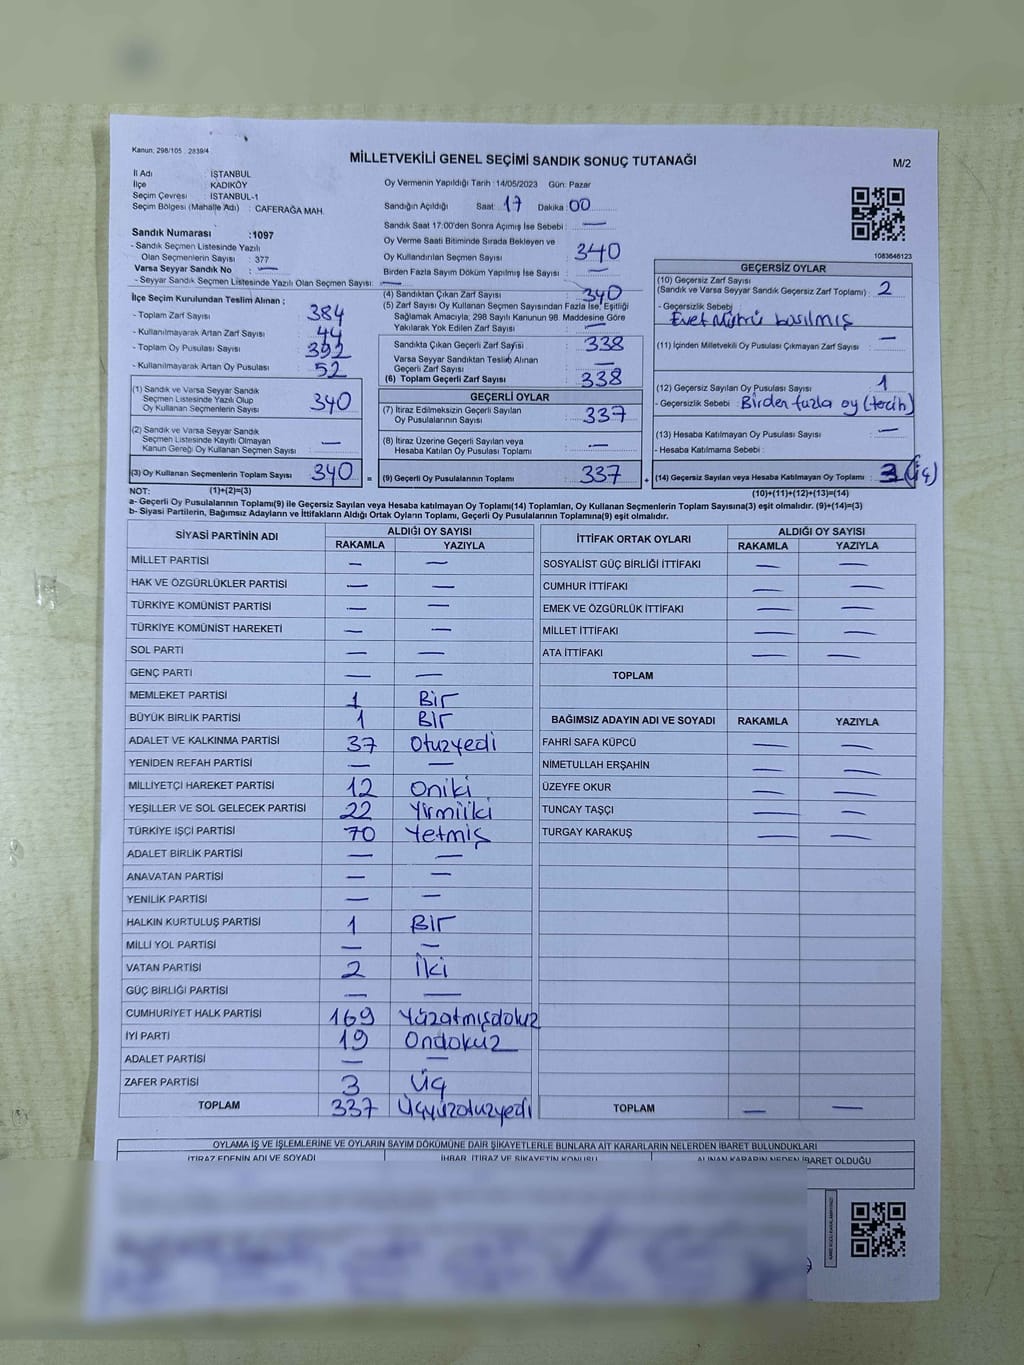 Kanun, 298/105 2839/4
MİLLETVEKİLİ GENEL SEÇİMİ SANDIK SONUÇ TUTANAĞI
M/2
İl Adı : İSTANBUL
İlçe : KADIKÖY
Seçim Çevresi : İSTANBUL-1
Seçim Bölgesi (Mahalle Adı) : CAFERAĞA MAH.
Oy Vermenin Yapıldığı Tarih : 14/05/2023 Gün: Pazar
Sandığın Açıldığı Saat: 17 Dakika: 00
Sandık Saat 17:00'den Sonra Açılmış İse Sebebi : —
Oy Verme Saati Bitiminde Sırada Bekleyen ve
Oy Kullandırılan Seçmen Sayısı : 340
Birden Fazla Sayım Döküm Yapılmış İse Sayısı : —
Sandık Numarası :1097
- Sandık Seçmen Listesinde Yazılı
Olan Seçmenlerin Sayısı : 377
Varsa Seyyar Sandık No : —
- Seyyar Sandık Seçmen Listesinde Yazılı Olan Seçmen Sayısı: —
İlçe Seçim Kurulundan Teslim Alınan ;
- Toplam Zarf Sayısı : 384
- Kullanılmayarak Artan Zarf Sayısı : 44
- Toplam Oy Pusulası Sayısı : 392
- Kullanılmayarak Artan Oy Pusulası : 52
(1) Sandık ve Varsa Seyyar Sandık
Seçmen Listesinde Yazılı Olup
Oy Kullanan Seçmenlerin Sayısı : 340
(2) Sandık ve Varsa Seyyar Sandık
Seçmen Listesinde Kayıtlı Olmayan
Kanun Gereği Oy Kullanan Seçmen Sayısı : —
(3) Oy Kullanan Seçmenlerin Toplam Sayısı : 340 =
(4) Sandıktan Çıkan Zarf Sayısı : 340
(5) Zarf Sayısı Oy Kullanan Seçmen Sayısından Fazla İse, Eşitliği
Sağlamak Amacıyla; 298 Sayılı Kanunun 98. Maddesine Göre
Yakılarak Yok Edilen Zarf Sayısı : —
Sandıkta Çıkan Geçerli Zarf Sayısı : 338
Varsa Seyyar Sandıktan Teslim Alınan
Geçerli Zarf Sayısı : —
(6) Toplam Geçerli Zarf Sayısı : 338
GEÇERLİ OYLAR
(7) İtiraz Edilmeksizin Geçerli Sayılan
Oy Pusulalarının Sayısı : 337
(8) İtiraz Üzerine Geçerli Sayılan veya
Hesaba Katılan Oy Pusulası Toplamı : —
(9) Geçerli Oy Pusulalarının Toplamı : 337 +
1083646123
GEÇERSİZ OYLAR
(10) Geçersiz Zarf Sayısı
(Sandık ve Varsa Seyyar Sandık Geçersiz Zarf Toplamı) : 2
- Geçersizlik Sebebi :
Evet Mührü basılmış
(11) İçinden Milletvekili Oy Pusulası Çıkmayan Zarf Sayısı : —
(12) Geçersiz Sayılan Oy Pusulası Sayısı : 1
- Geçersizlik Sebebi : Birden fazla oy (tercih)
(13) Hesaba Katılmayan Oy Pusulası Sayısı : —
- Hesaba Katılmama Sebebi :
(14) Geçersiz Sayılan veya Hesaba Katılmayan Oy Toplamı : 3 (üç)
NOT: (1)+(2)=(3)
(10)+(11)+(12)+(13)=(14)
a- Geçerli Oy Pusulalarının Toplamı(9) ile Geçersiz Sayılan veya Hesaba katılmayan Oy Toplamı(14) Toplamları, Oy Kullanan Seçmenlerin Toplam Sayısına(3) eşit olmalıdır. (9)+(14)=(3)
b- Siyasi Partilerin, Bağımsız Adayların ve İttifakların Aldığı Ortak Oyların Toplamı, Geçerli Oy Pusulalarının Toplamına(9) eşit olmalıdır.
SİYASİ PARTİNİN ADI ALDIĞI OY SAYISI
RAKAMLA YAZIYLA
MİLLET PARTİSİ — —
HAK VE ÖZGÜRLÜKLER PARTİSİ — —
TÜRKİYE KOMÜNİST PARTİSİ — —
TÜRKİYE KOMÜNİST HAREKETİ — —
SOL PARTİ — —
GENÇ PARTİ — —
MEMLEKET PARTİSİ 1 Bir
BÜYÜK BİRLİK PARTİSİ 1 Bir
ADALET VE KALKINMA PARTİSİ 37 Otuzyedi
YENİDEN REFAH PARTİSİ — —
MİLLİYETÇİ HAREKET PARTİSİ 12 Oniki
YEŞİLLER VE SOL GELECEK PARTİSİ 22 Yirmiiki
TÜRKİYE İŞÇİ PARTİSİ 70 Yetmiş
ADALET BİRLİK PARTİSİ — —
ANAVATAN PARTİSİ — —
YENİLİK PARTİSİ — —
HALKIN KURTULUŞ PARTİSİ 1 Bir
MİLLİ YOL PARTİSİ — —
VATAN PARTİSİ 2 İki
GÜÇ BİRLİĞİ PARTİSİ — —
CUMHURİYET HALK PARTİSİ 169 Yüzatmışdokuz
İYİ PARTİ 19 Ondokuz
ADALET PARTİSİ — —
ZAFER PARTİSİ 3 Üç
TOPLAM 337 Üçyüzotuzyedi
İTTİFAK ORTAK OYLARI ALDIĞI OY SAYISI
RAKAMLA YAZIYLA
SOSYALİST GÜÇ BİRLİĞİ İTTİFAKI — —
CUMHUR İTTİFAKI — —
EMEK VE ÖZGÜRLÜK İTTİFAKI — —
MİLLET İTTİFAKI — —
ATA İTTİFAKI — —
TOPLAM
BAĞIMSIZ ADAYIN ADI VE SOYADI RAKAMLA YAZIYLA
FAHRİ SAFA KÜPCÜ — —
NİMETULLAH ERŞAHİN — —
ÜZEYFE OKUR — —
TUNCAY TAŞÇI — —
TURGAY KARAKUŞ — —
TOPLAM — —
OYLAMA İŞ VE İŞLEMLERİNE VE OYLARIN SAYIM DÖKÜMÜNE DAİR ŞİKAYETLERLE BUNLARA AİT KARARLARIN NELERDEN İBARET BULUNDUKLARI
İTİRAZ EDENİN ADI VE SOYADI İHBAR, İTİRAZ VE ŞİKAYETİN KONUSU ALINAN KARARIN NEDEN İBARET OLDUĞU